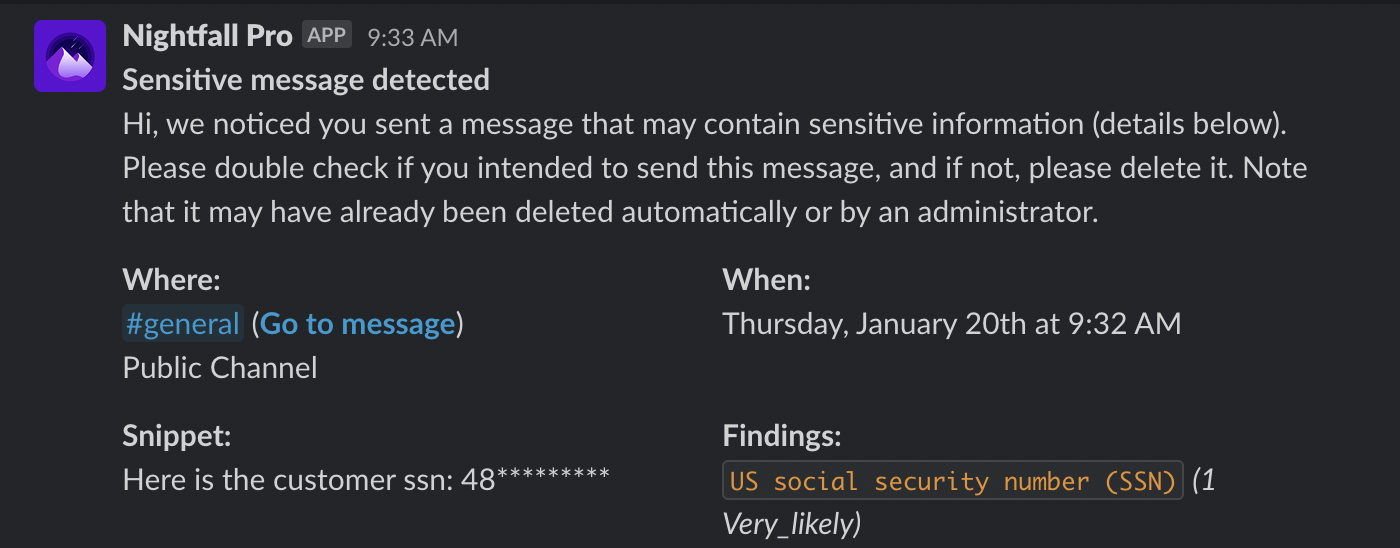 Nightfall Pro APP 9:33 AM
Sensitive message detected
Hi, we noticed you sent a message that may contain sensitive information (details below).
Please double check if you intended to send this message, and if not, please delete it. Note
that it may have already been deleted automatically or by an administrator.
Where:
#general (Go to message)
Public Channel
When:
Thursday, January 20th at 9:32 AM
Snippet:
Here is the customer ssn: 48*********
Findings:
US social security number (SSN) (1
Very_likely)